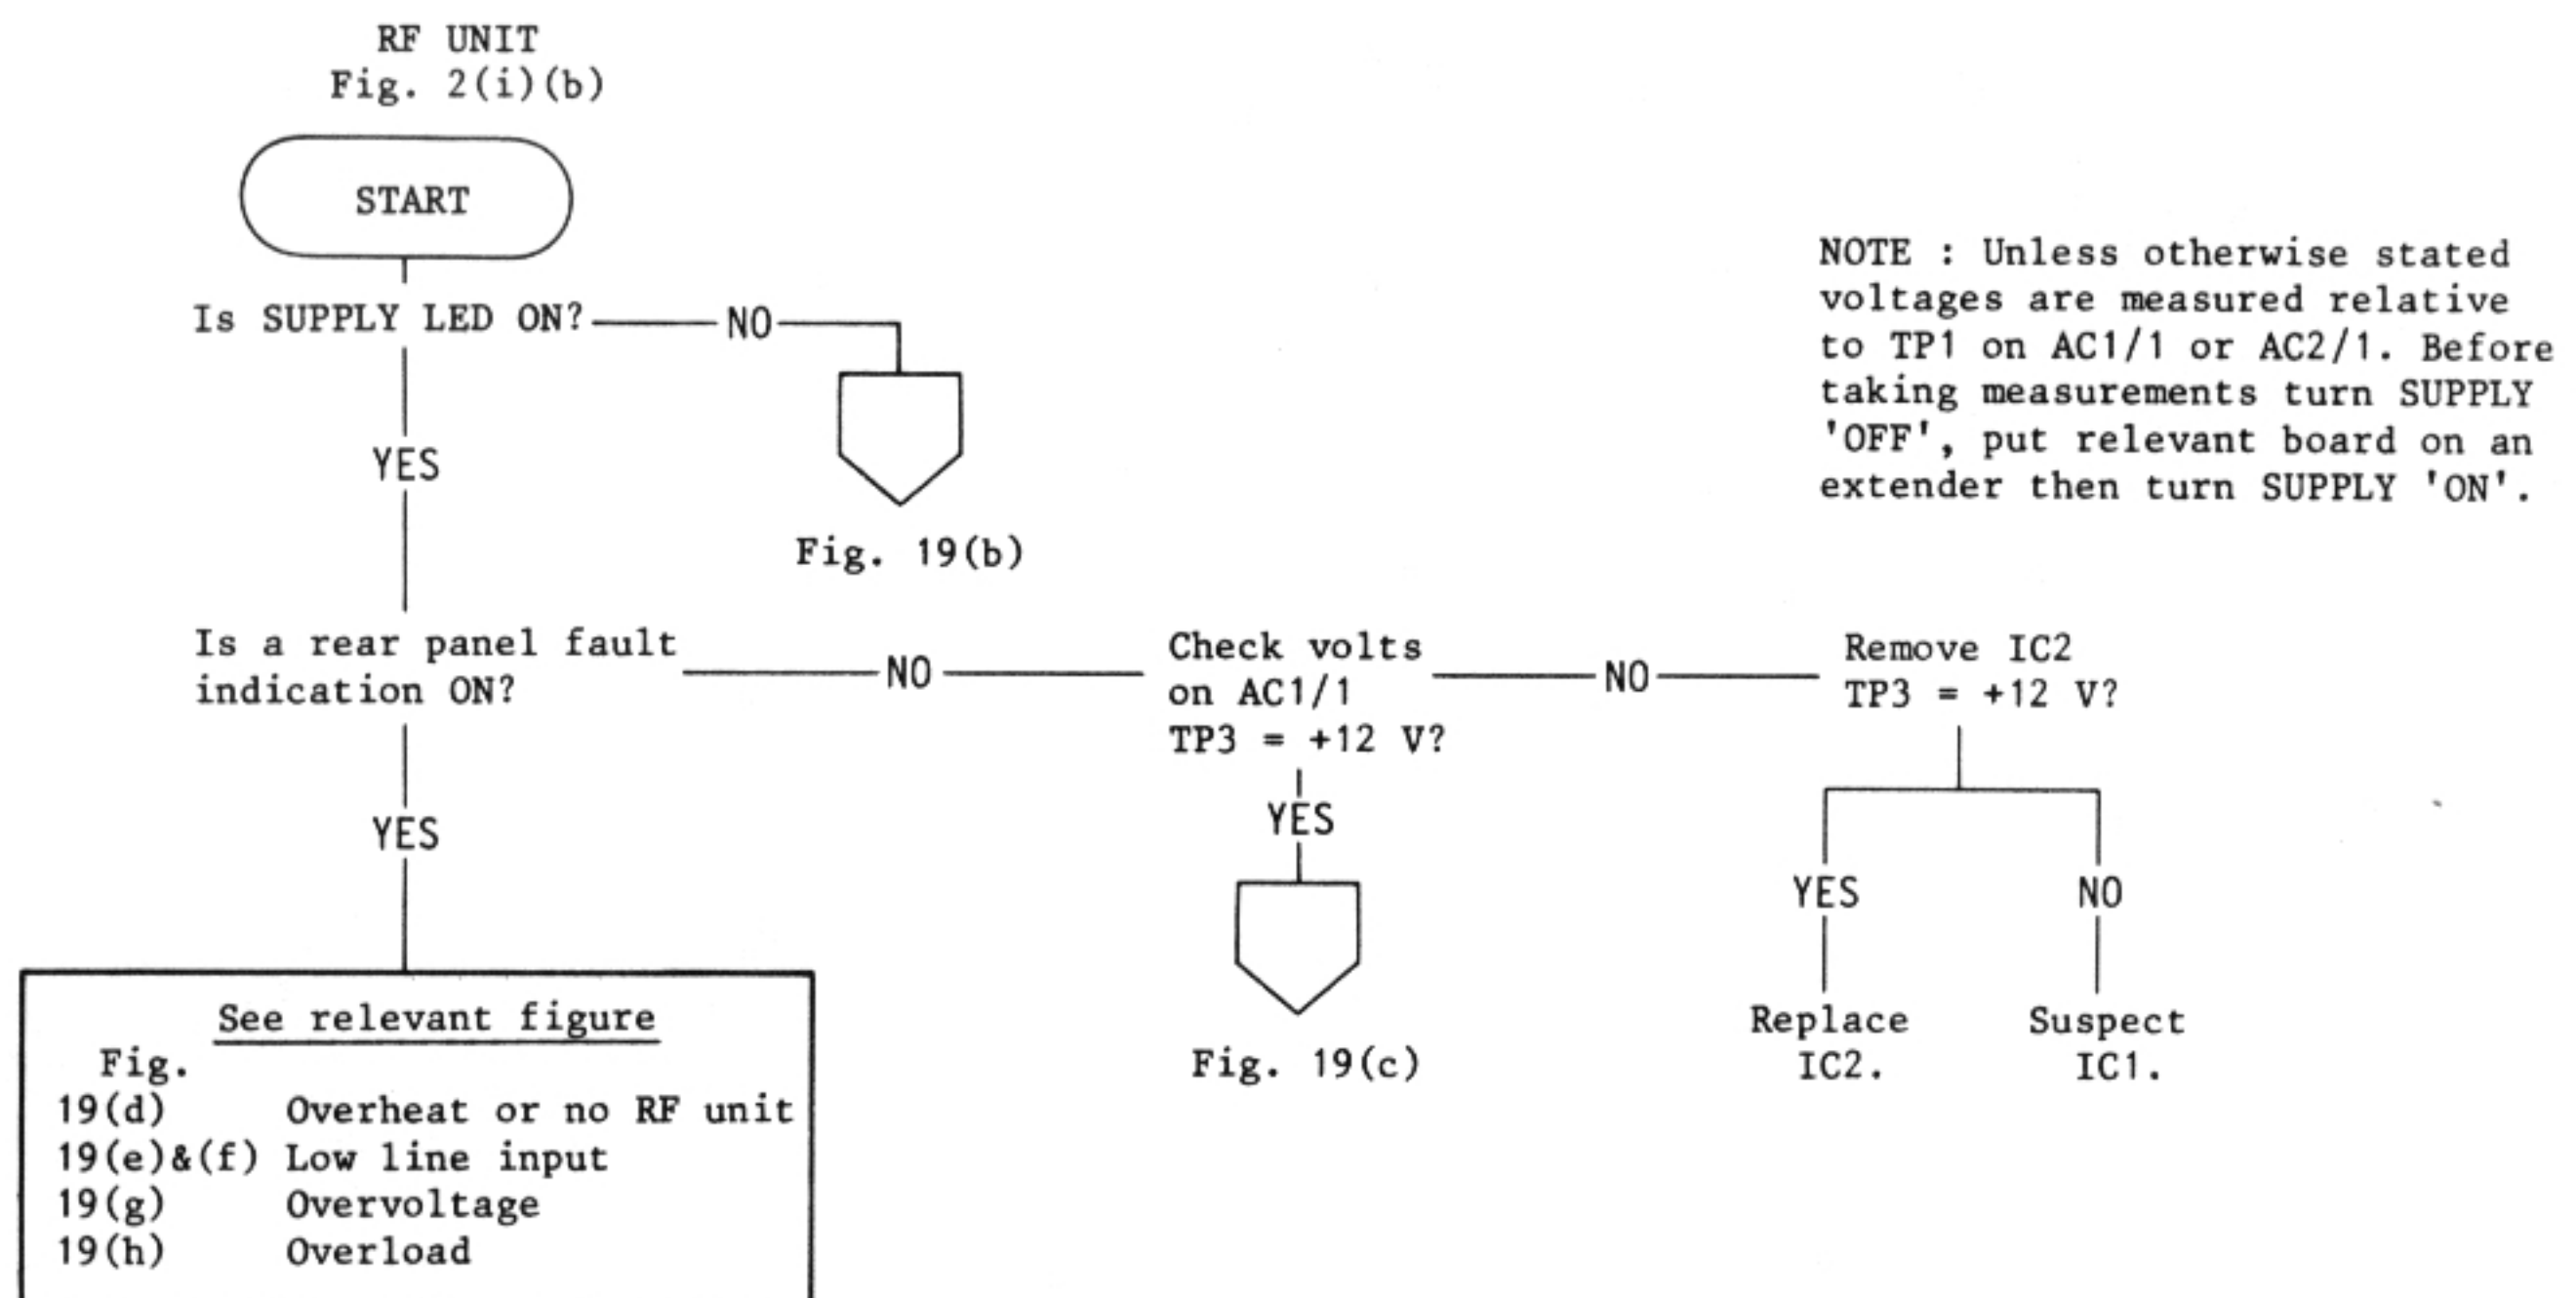 RF UNIT
Fig. 2(i)(b)
START
Is SUPPLY LED ON?
NO
YES
Fig. 19(b)
NOTE : Unless otherwise stated
voltages are measured relative
to TP1 on AC1/1 or AC2/1. Before
taking measurements turn SUPPLY
'OFF', put relevant board on an
extender then turn SUPPLY 'ON'.
Is a rear panel fault
indication ON?
NO
Check volts
on AC1/1
TP3 = +12 V?
NO
Remove IC2
TP3 = +12 V?
YES
YES
YES
NO
Replace
IC2.
Suspect
IC1.
Fig. 19(c)
See relevant figure
Fig.
19(d) Overheat or no RF unit
19(e)&(f) Low line input
19(g) Overvoltage
19(h) Overload